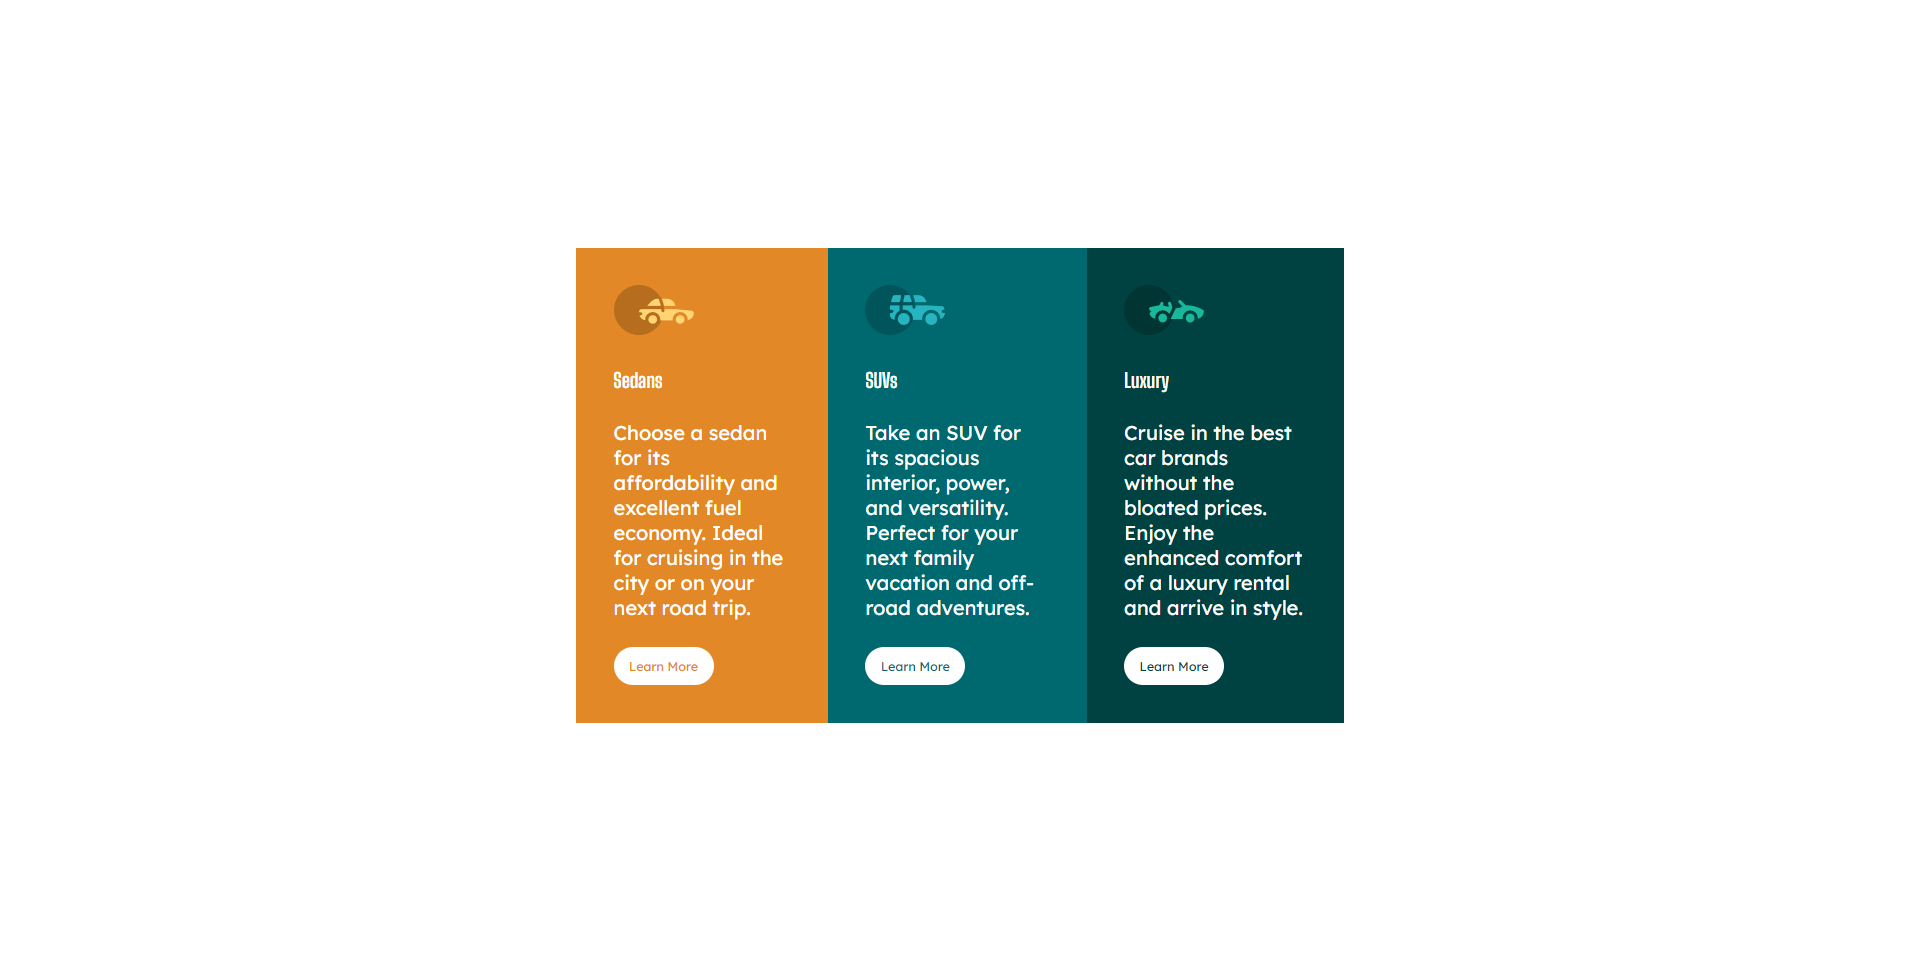 Sedans
Choose a sedan
for its
affordability and
excellent fuel
economy. Ideal
for cruising in the
city or on your
next road trip.
Learn More
SUVs
Take an SUV for
its spacious
interior, power,
and versatility.
Perfect for your
next family
vacation and off-
road adventures.
Learn More
Luxury
Cruise in the best
car brands
without the
bloated prices.
Enjoy the
enhanced comfort
of a luxury rental
and arrive in style.
Learn More